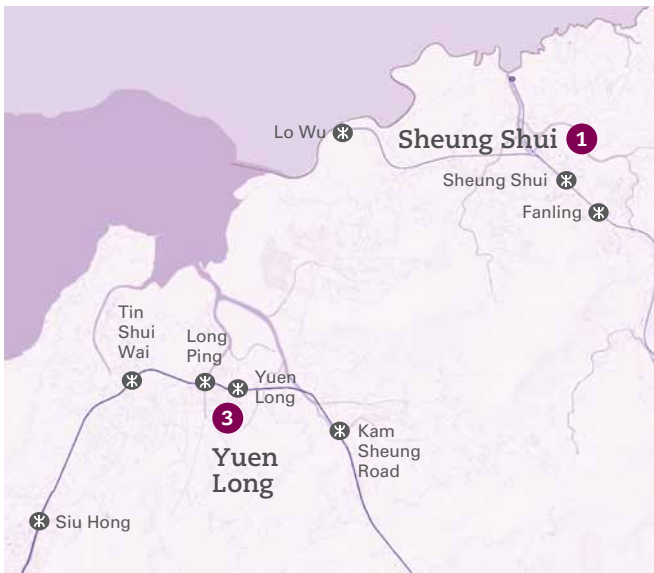 Lo Wu
Sheung Shui 1
Sheung Shui
Fanling
Tin
Shui
Wai
Long
Ping
Yuen
Long
3
Yuen
Long
Kam
Sheung
Road
Siu Hong